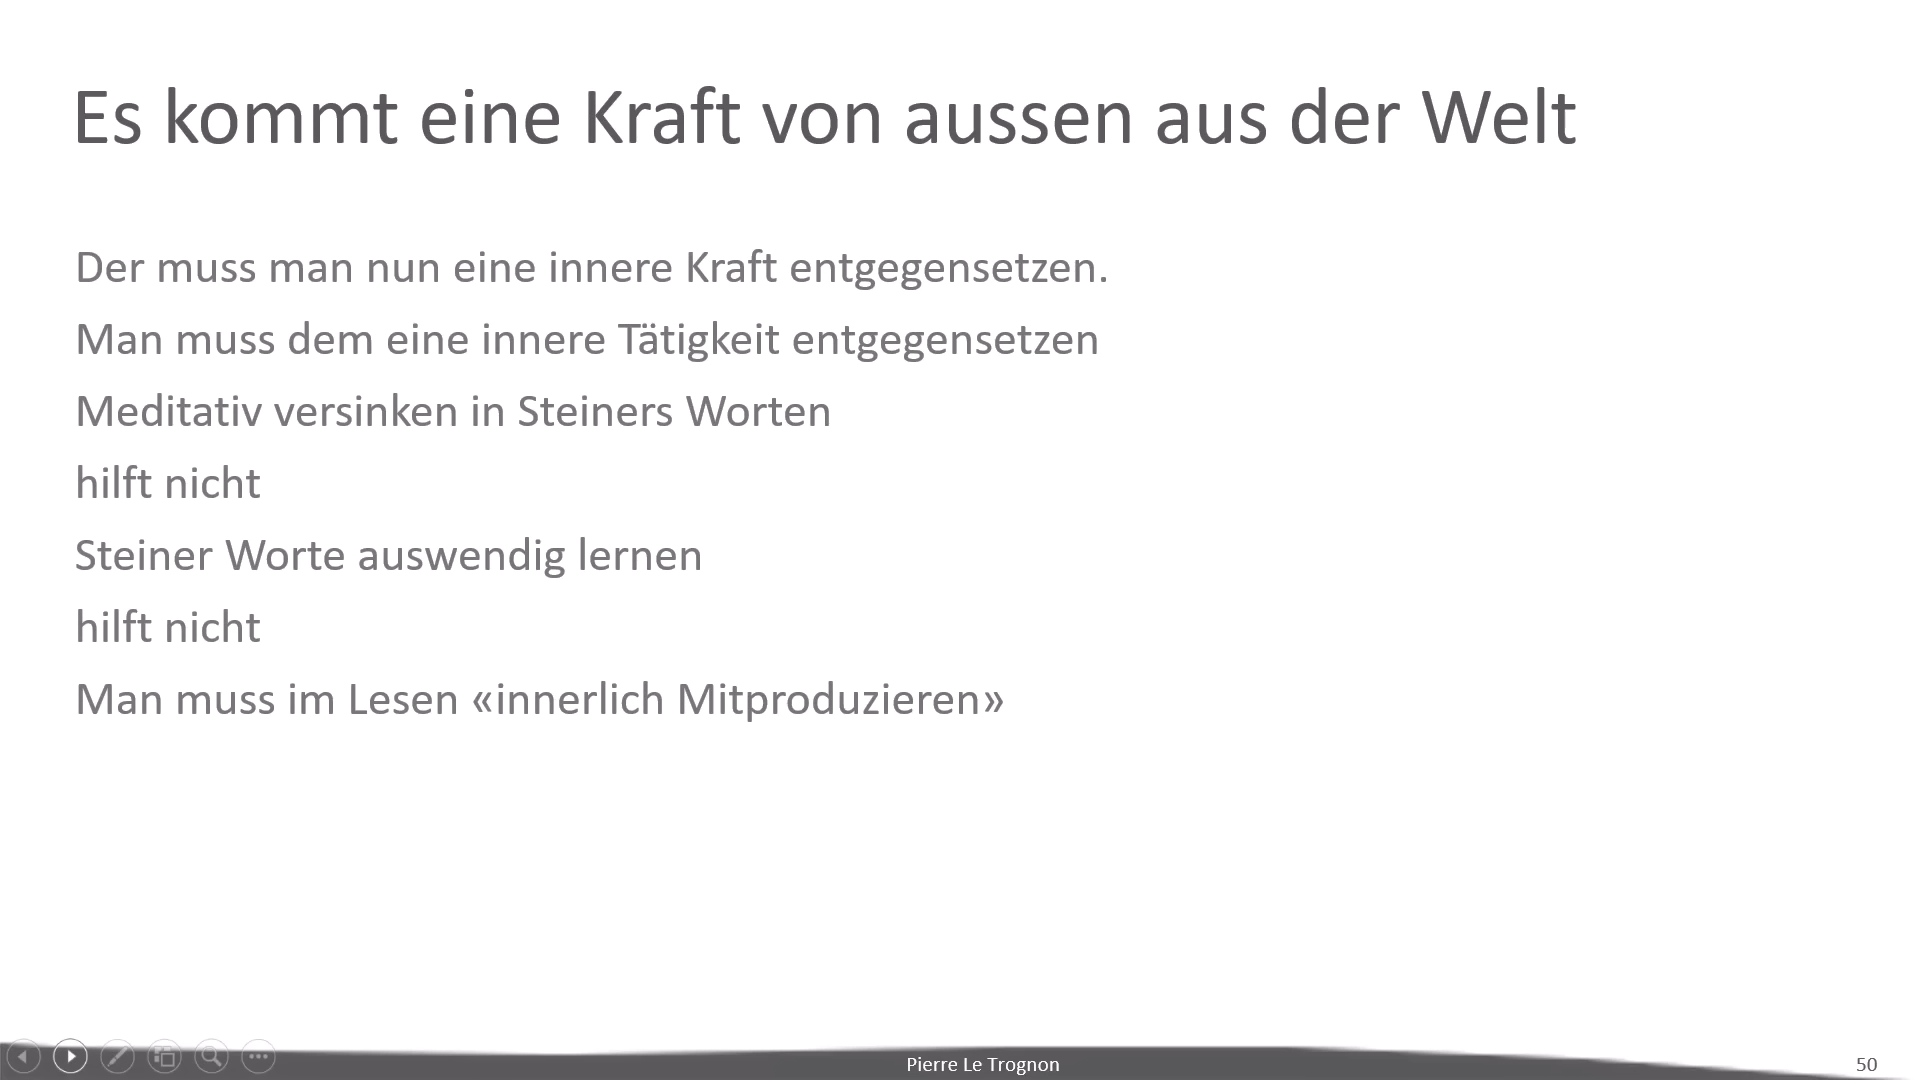 Es kommt eine Kraft von aussen aus der Welt
Der muss man nun eine innere Kraft entgegensetzen.
Man muss dem eine innere Tätigkeit entgegensetzen
Meditativ versinken in Steiners Worten
hilft nicht
Steiner Worte auswendig lernen
hilft nicht
Man muss im Lesen «innerlich Mitproduzieren»
Pierre Le Trognon
50